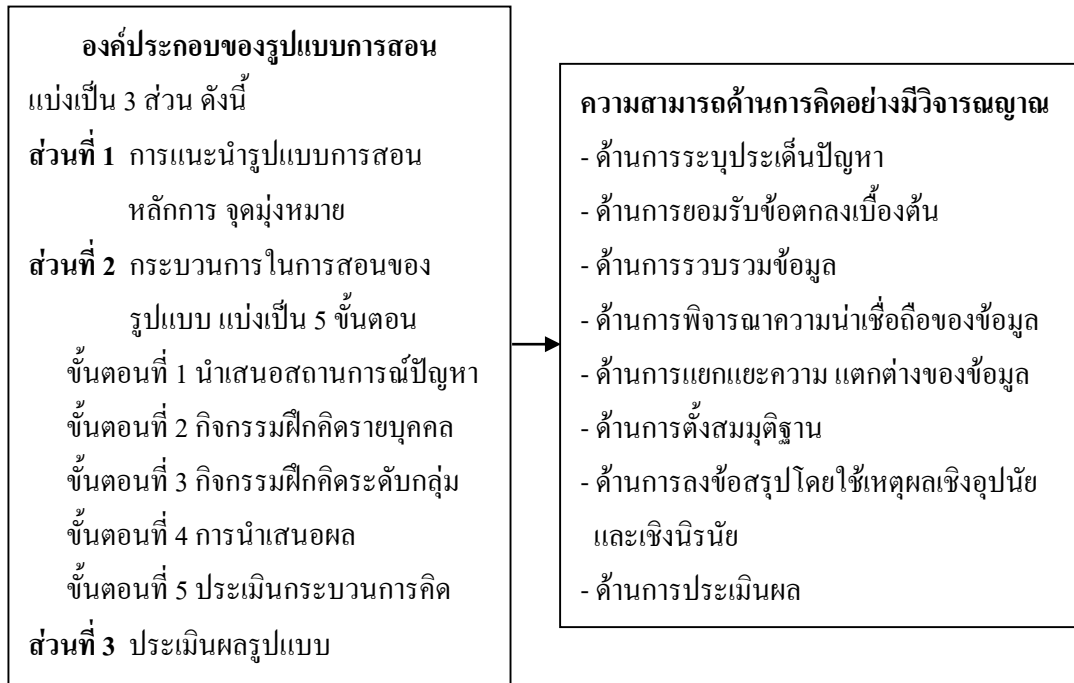 องค์ประกอบของรูปแบบการสอน
แบ่งเป็น 3 ส่วน ดังนี้
ส่วนที่ 1 การแนะนำรูปแบบการสอน
หลักการ จุดมุ่งหมาย
ส่วนที่ 2 กระบวนการในการสอนของ
รูปแบบ แบ่งเป็น 5 ขั้นตอน
ขั้นตอนที่ 1 นำเสนอสถานการณ์ปัญหา
ขั้นตอนที่ 2 กิจกรรมฝึกคิดรายบุคคล
ขั้นตอนที่ 3 กิจกรรมฝึกคิดระดับกลุ่ม
ขั้นตอนที่ 4 การนำเสนอผล
ขั้นตอนที่ 5 ประเมินกระบวนการคิด
ส่วนที่ 3 ประเมินผลรูปแบบ
ความสามารถด้านการคิดอย่างมีวิจารณญาณ
- ด้านการระบุประเด็นปัญหา
- ด้านการยอมรับข้อตกลงเบื้องต้น
- ด้านการรวบรวมข้อมูล
- ด้านการพิจารณาความน่าเชื่อถือของข้อมูล
- ด้านการแยกแยะความ แตกต่างของข้อมูล
- ด้านการตั้งสมมุติฐาน
- ด้านการลงข้อสรุปโดยใช้เหตุผลเชิงอุปนัย
และเชิงนิรนัย
- ด้านการประเมินผล